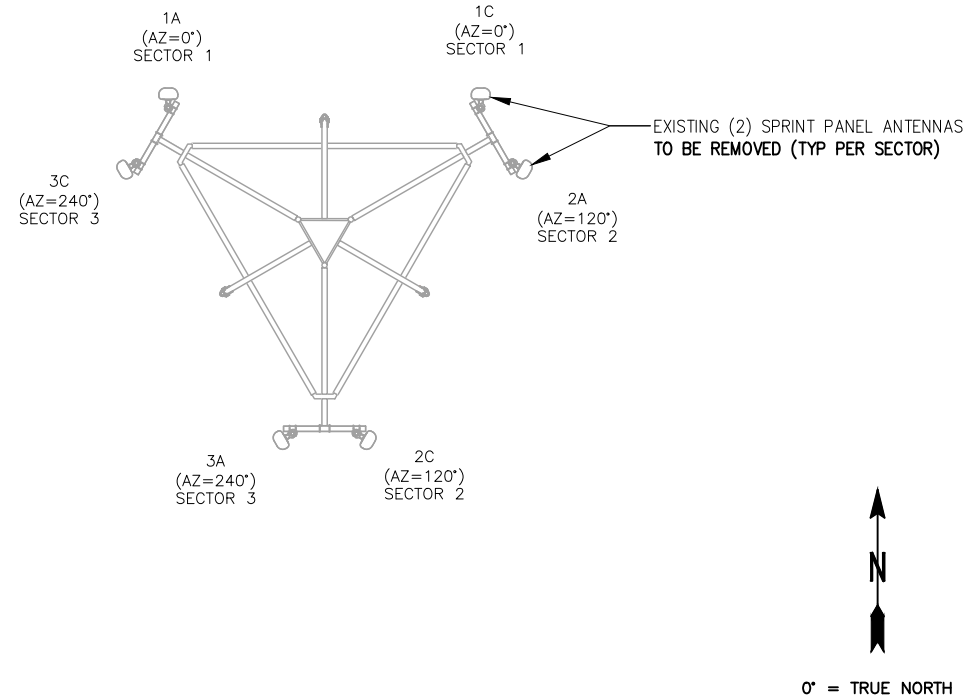 1A
(AZ=0°)
SECTOR 1
1C
(AZ=0°)
SECTOR 1
EXISTING (2) SPRINT PANEL ANTENNAS
TO BE REMOVED (TYP PER SECTOR)
3C
(AZ=240°)
SECTOR 3
2A
(AZ=120°)
SECTOR 2
3A
(AZ=240°)
SECTOR 3
2C
(AZ=120°)
SECTOR 2
N
0° = TRUE NORTH